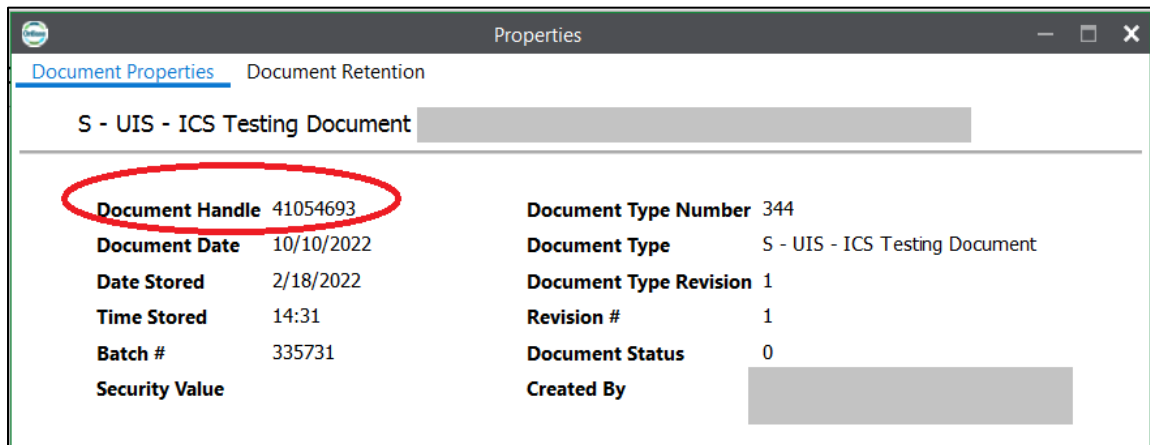 Properties
Document Properties Document Retention
S - UIS - ICS Testing Document
Document Handle 41054693 Document Type Number 344
Document Date 10/10/2022 Document Type S - UIS - ICS Testing Document
Date Stored 2/18/2022 Document Type Revision 1
Time Stored 14:31 Revision # 1
Batch # 335731 Document Status 0
Security Value Created By